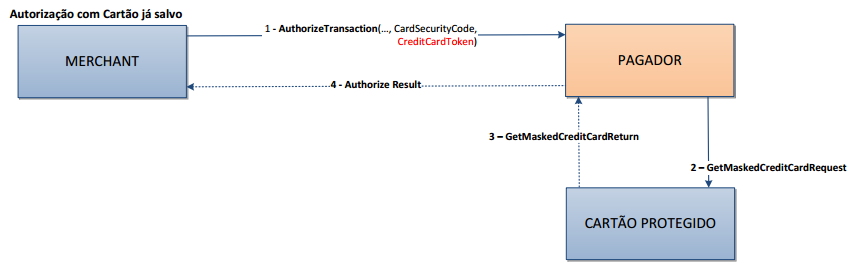 Autorização com Cartão já salvo
1 - AuthorizeTransaction(…, CardSecurityCode,
CreditCardToken)
MERCHANT
PAGADOR
4 - Authorize Result
3 – GetMaskedCreditCardReturn
2 – GetMaskedCreditCardRequest
CARTÃO PROTEGIDO